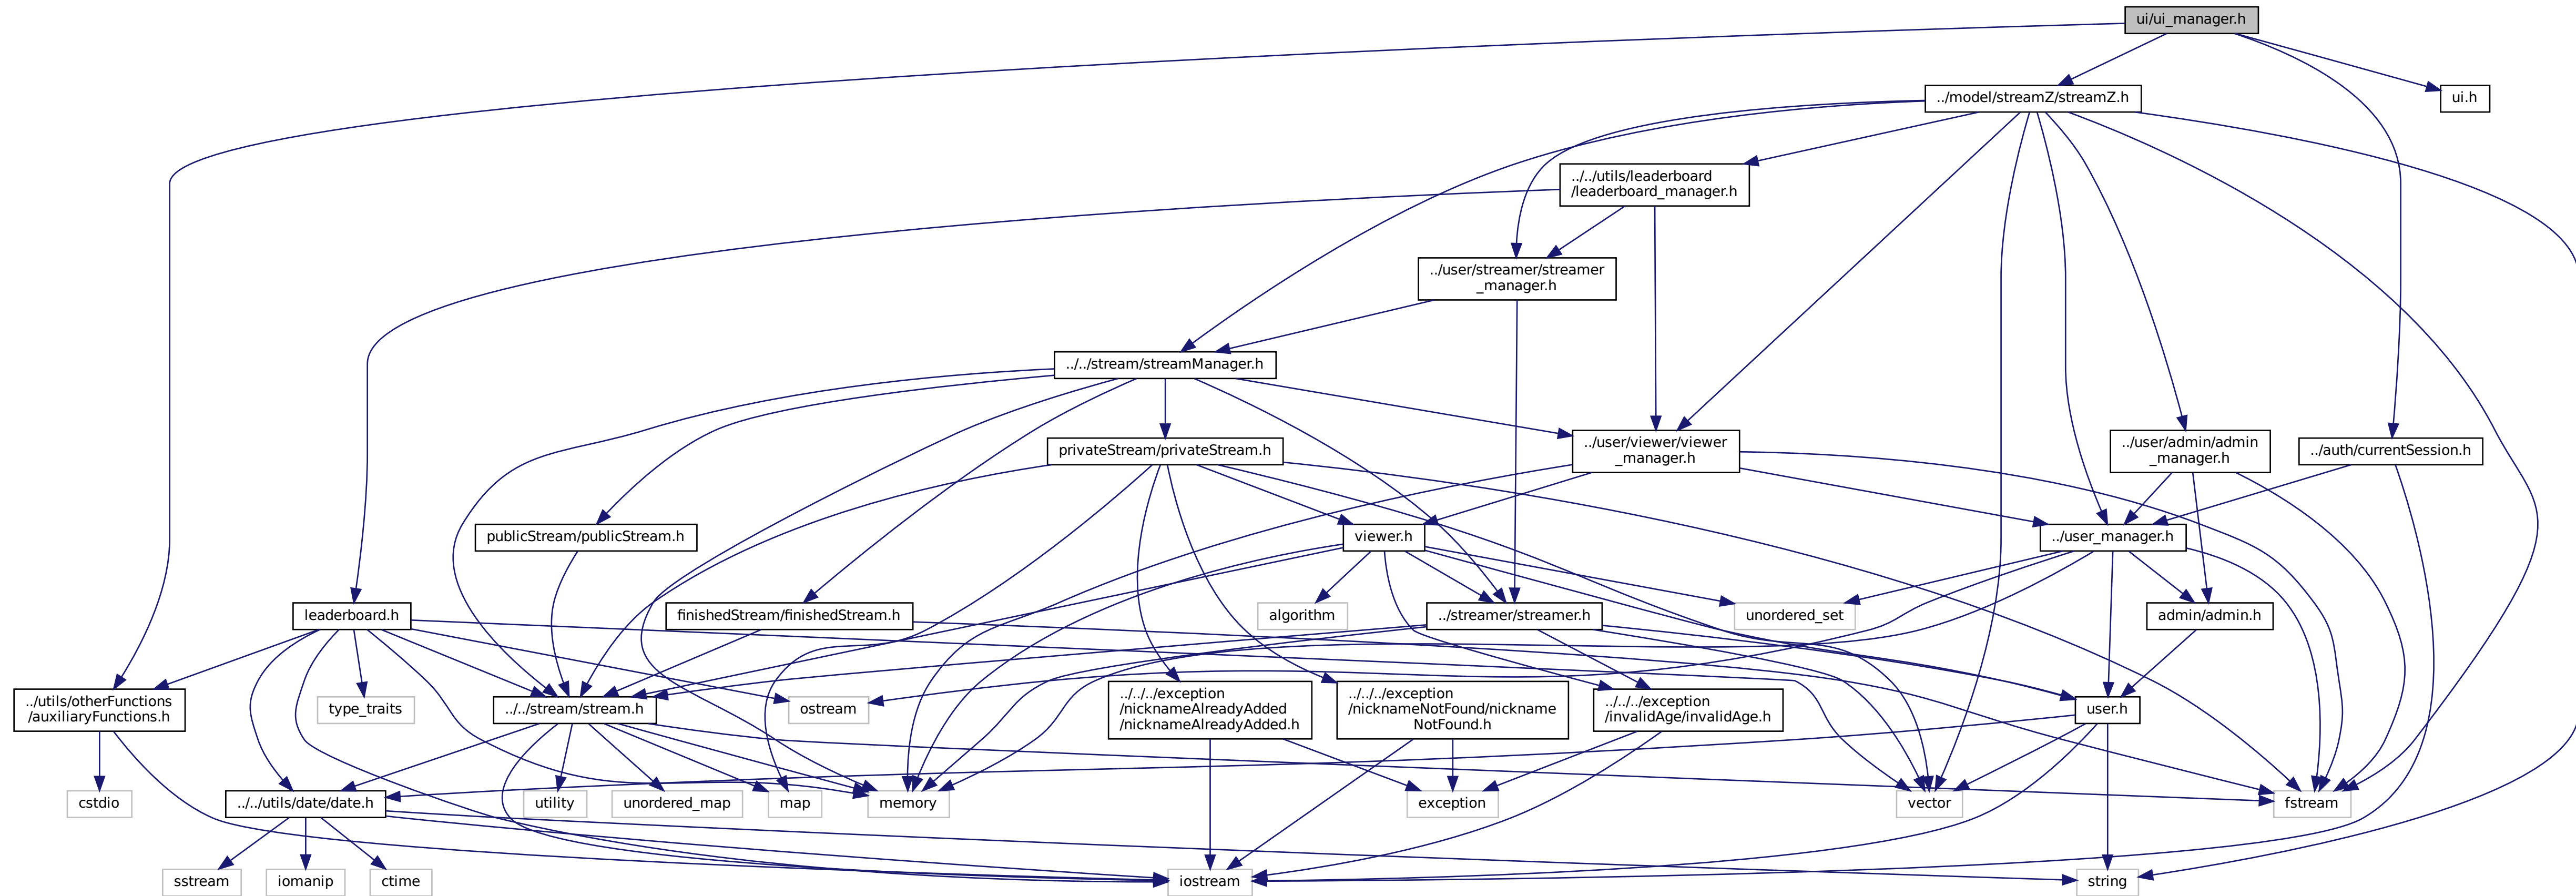 ui/ui_manager.h
../model/streamZ/streamZ.h
ui.h
../../utils/leaderboard
/leaderboard_manager.h
../user/streamer/streamer
_manager.h
../../stream/streamManager.h
../user/viewer/viewer
_manager.h
../user/admin/admin
_manager.h
privateStream/privateStream.h
../auth/currentSession.h
publicStream/publicStream.h
viewer.h
../user_manager.h
leaderboard.h
finishedStream/finishedStream.h
algorithm
../streamer/streamer.h
unordered_set
admin/admin.h
../utils/otherFunctions
/auxiliaryFunctions.h
type_traits
../../stream/stream.h
ostream
../../../exception
/nicknameAlreadyAdded
/nicknameAlreadyAdded.h
../../../exception
/nicknameNotFound/nickname
NotFound.h
../../../exception
/invalidAge/invalidAge.h
user.h
cstdio
../../utils/date/date.h
utility
unordered_map
map
memory
exception
vector
fstream
sstream
iomanip
ctime
iostream
string